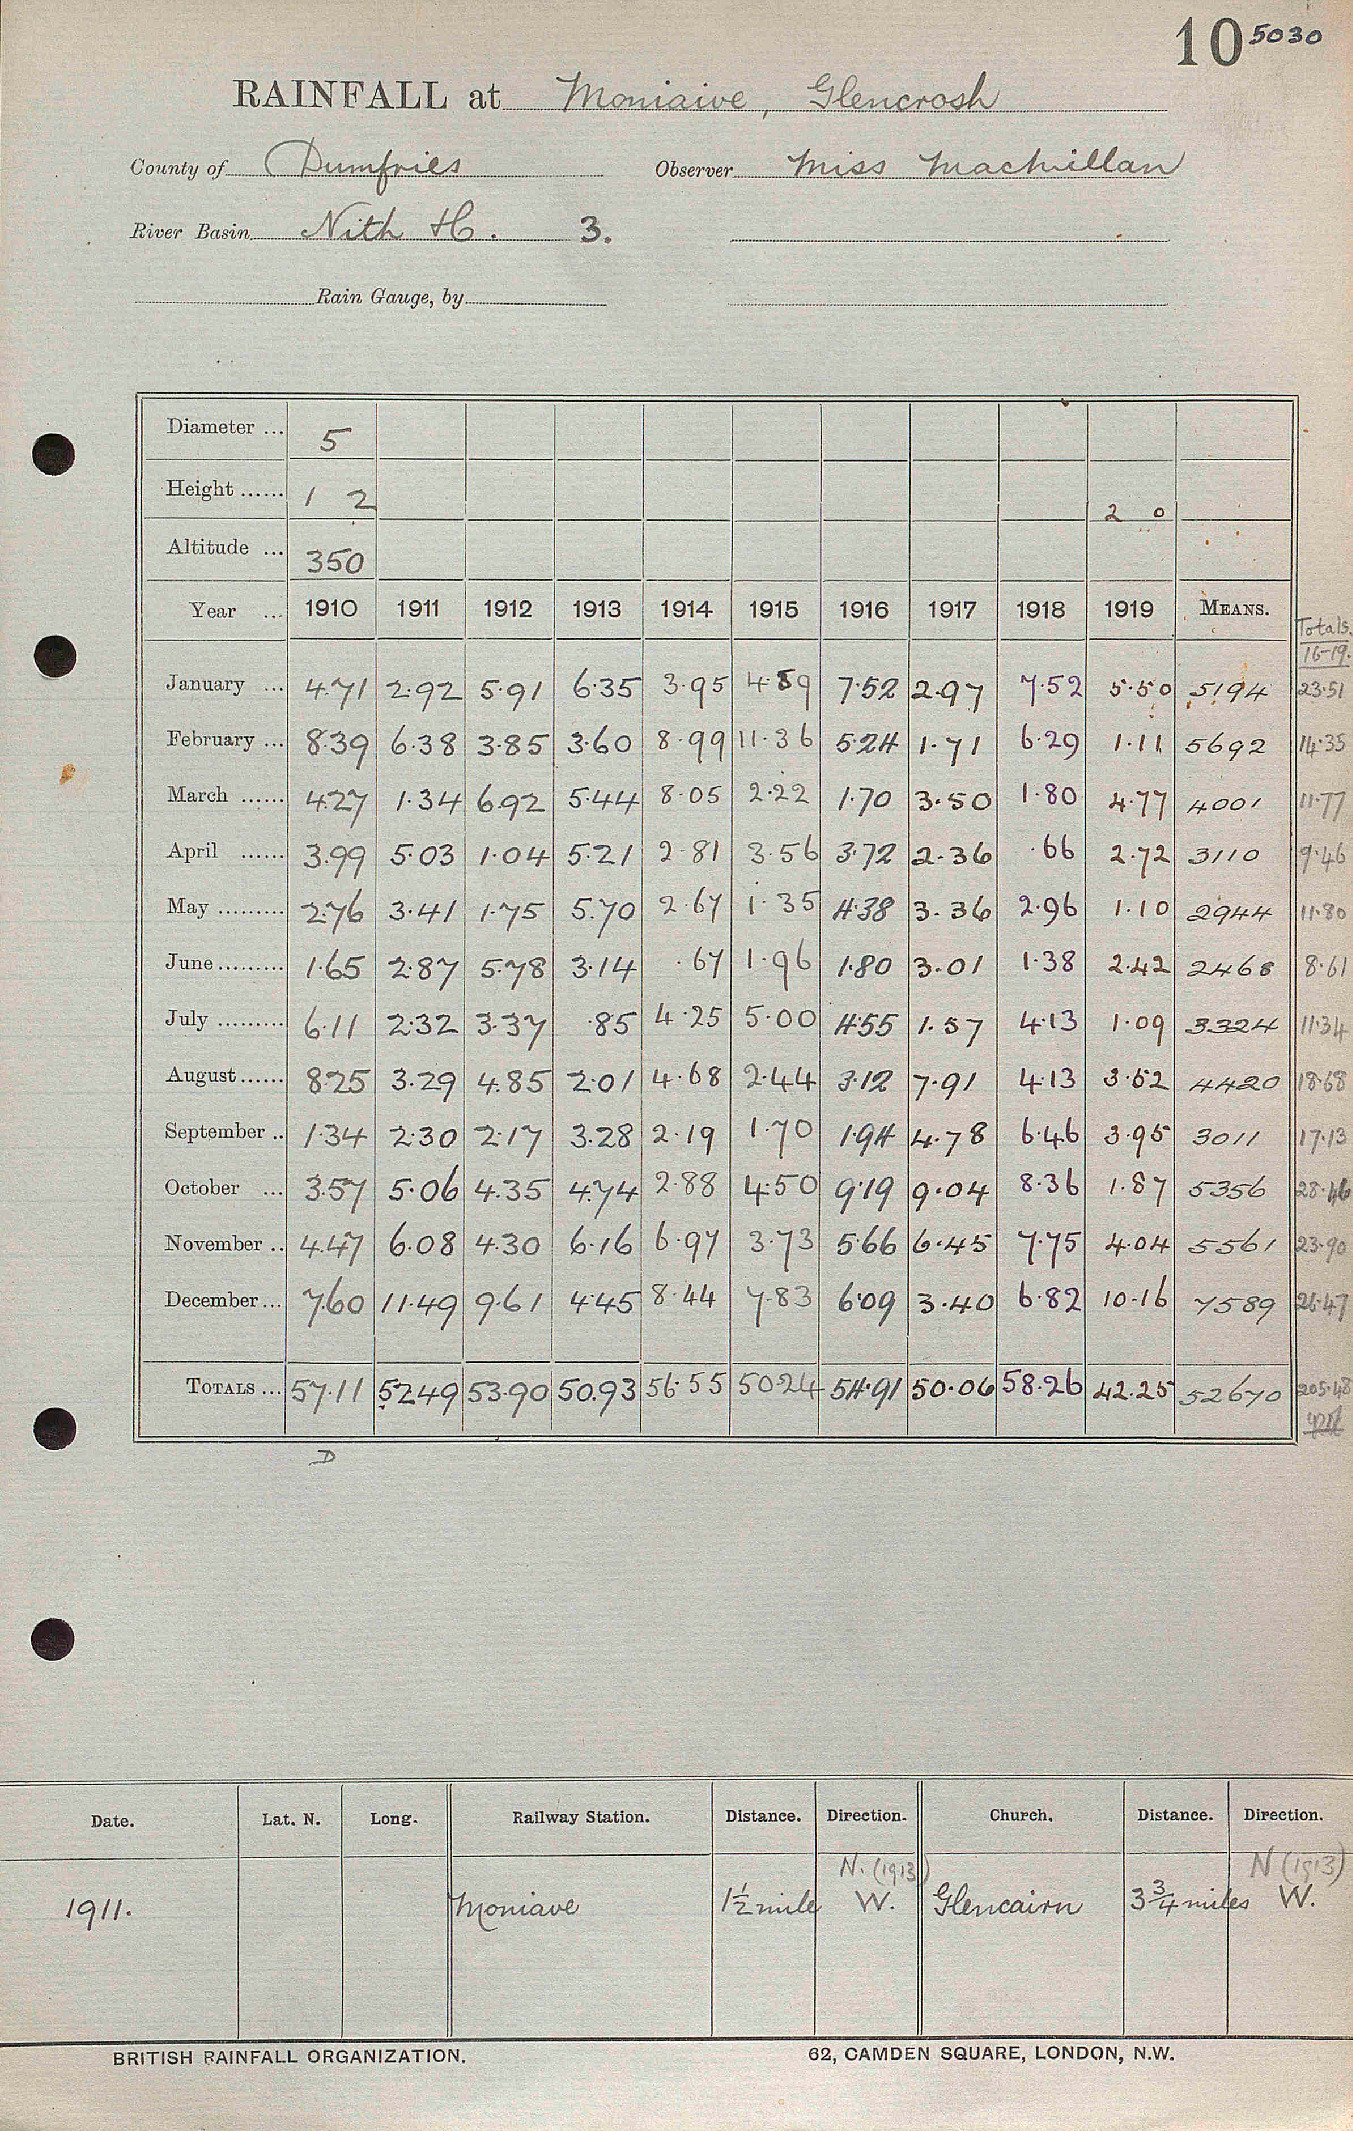 10 5030
RAINFALL at Moniaive, Glencrosh
County of Dumfries Observer Miss MacMillan
River Basin Nith &c. 3.
Rain Gauge, by
Diameter ... 5
Height ...... 1 2 2 0
Altitude ... 350
Year ... 1910 1911 1912 1913 1914 1915 1916 1917 1918 1919 MEANS. Totals 16-19.
January ... 4.71 2.92 5.91 6.35 3.95 4.59 7.52 2.97 7.52 5.50 5194 23.51
February ... 8.39 6.38 3.85 3.60 8.99 11.36 5.24 1.71 6.29 1.11 5692 14.35
March ...... 4.27 1.34 6.92 5.44 8.05 2.22 1.70 3.50 1.80 4.77 4001 11.77
April ...... 3.99 5.03 1.04 5.21 2.81 3.56 3.72 2.36 .66 2.72 3110 9.46
May ......... 2.76 3.41 1.75 5.70 2.67 1.35 4.38 3.36 2.96 1.10 2944 11.80
June ......... 1.65 2.87 5.78 3.14 .67 1.96 1.80 3.01 1.38 2.42 2468 8.61
July ......... 6.11 2.32 3.37 .85 4.25 5.00 4.55 1.57 4.13 1.09 3324 11.34
August ...... 8.25 3.29 4.85 2.01 4.68 2.44 3.12 7.91 4.13 3.52 4420 18.68
September .. 1.34 2.30 2.17 3.28 2.19 1.70 1.94 4.78 6.46 3.95 3011 17.13
October ... 3.57 5.06 4.35 4.74 2.88 4.50 9.19 9.04 8.36 1.87 5356 28.46
November .. 4.47 6.08 4.30 6.16 6.97 3.73 5.66 6.45 7.75 4.04 5561 23.90
December ... 7.60 11.49 9.61 4.45 8.44 7.83 6.09 3.40 6.82 10.16 7589 26.47
TOTALS ... 57.11 52.49 53.90 50.93 56.55 50.24 54.91 50.06 58.26 42.25 52670 205.48
D
Date. Lat. N. Long. Railway Station. Distance. Direction. Church. Distance. Direction.
N. (1913) N (1913)
1911. Moniave 1½ mile W. Glencairn 3¾ miles W.
BRITISH RAINFALL ORGANIZATION. 62, CAMDEN SQUARE, LONDON, N.W.